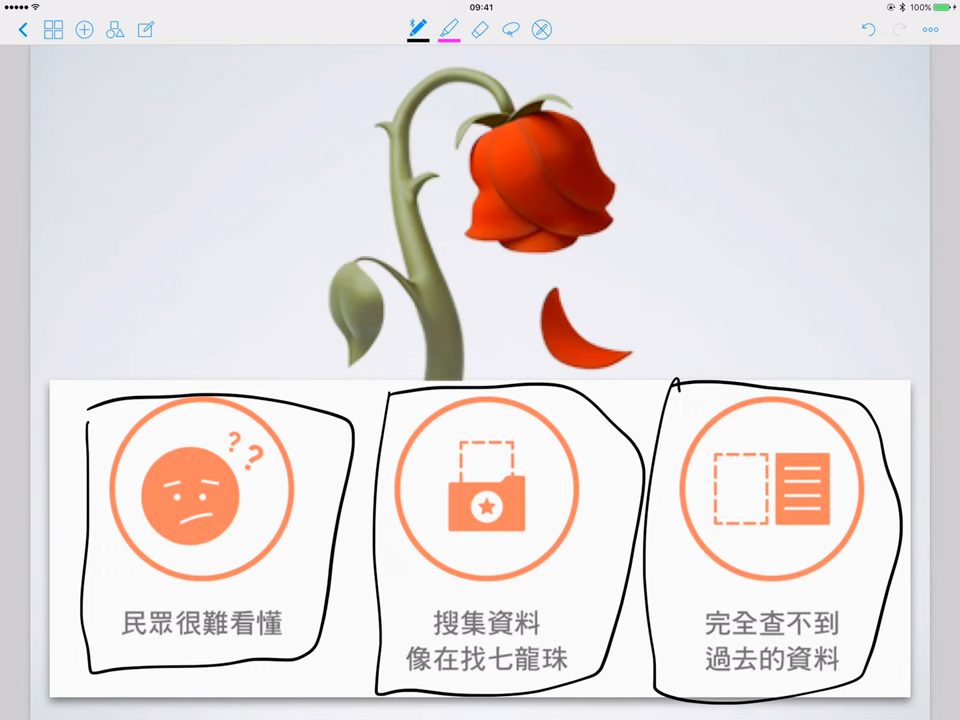 09:41
100%
? ?
民眾很難看懂
搜集資料
像在找七龍珠
完全查不到
過去的資料